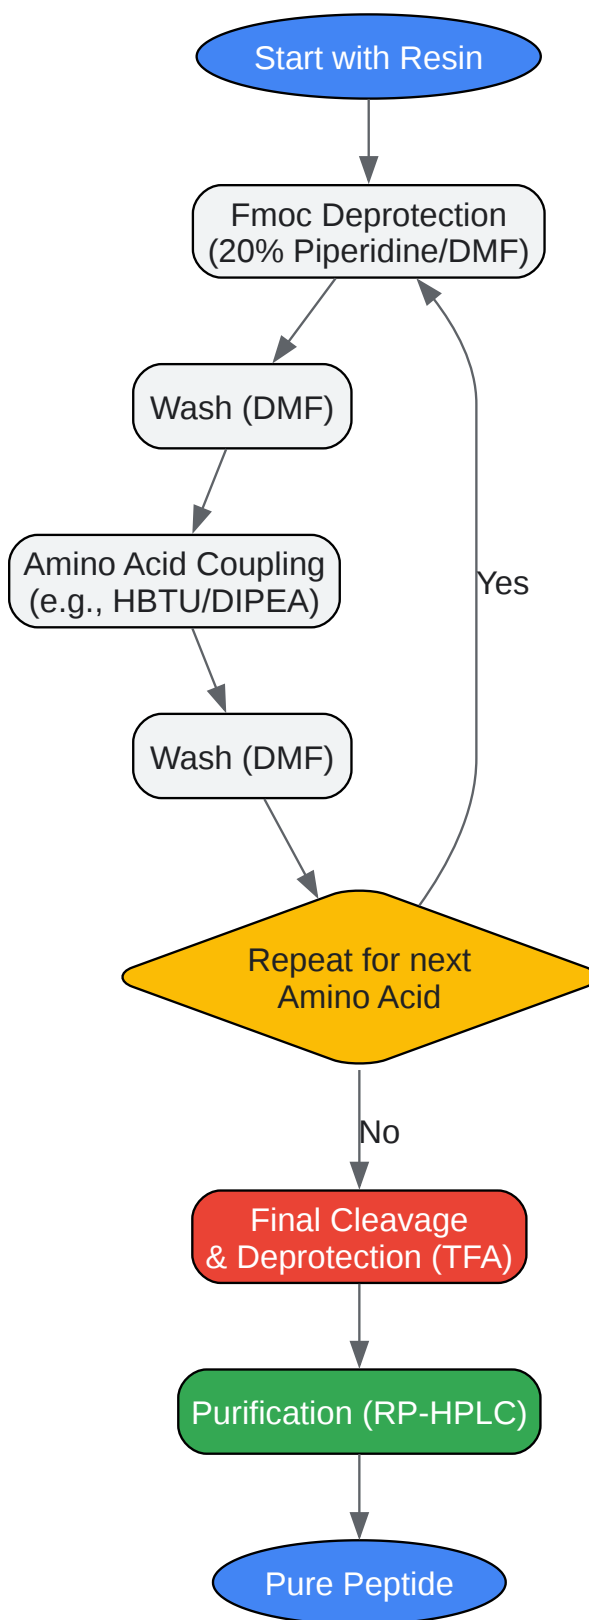 Start with Resin
Fmoc Deprotection
(20% Piperidine/DMF)
Wash (DMF)
Amino Acid Coupling
(e.g., HBTU/DIPEA)
Yes
Wash (DMF)
Repeat for next
Amino Acid
No
Final Cleavage
& Deprotection (TFA)
Purification (RP-HPLC)
Pure Peptide